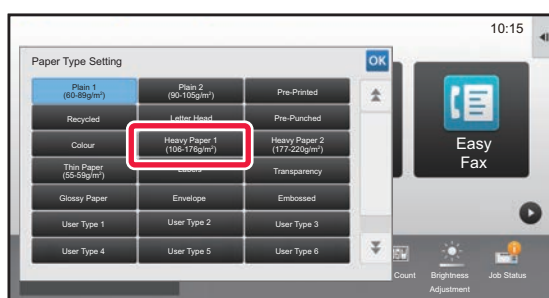 10:15
Paper Type Setting
OK
Plain 1
(60-89g/m²)
Plain 2
(90-105g/m²)
Pre-Printed
Recycled
Letter Head
Pre-Punched
Colour
Heavy Paper 1
(106-176g/m²)
Heavy Paper 2
(177-220g/m²)
Thin Paper
(55-59g/m²)
Labels
Transparency
Glossy Paper
Envelope
Embossed
User Type 1
User Type 2
User Type 3
User Type 4
User Type 5
User Type 6
Easy
Fax
Count
Brightness
Adjustment
Job Status